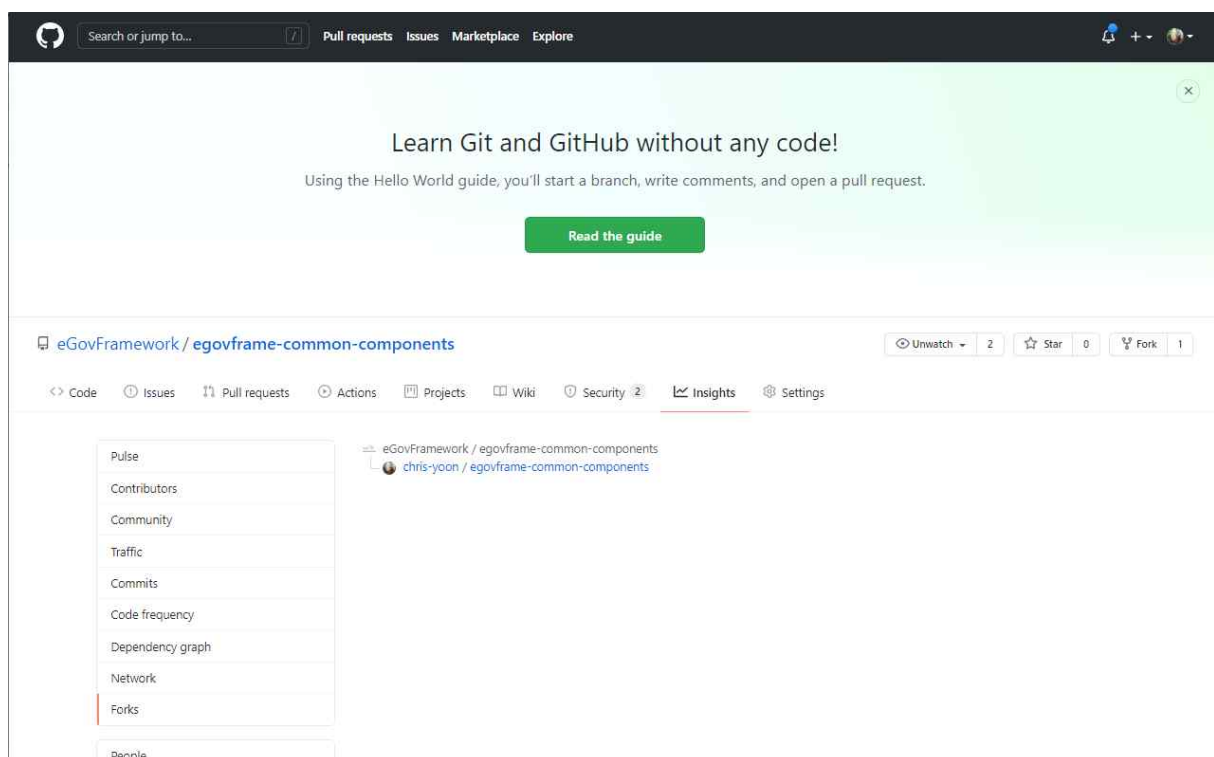 Search or jump to... / Pull requests Issues Marketplace Explore
Learn Git and GitHub without any code!
Using the Hello World guide, you'll start a branch, write comments, and open a pull request.
Read the guide
eGovFramework / egovframe-common-components Unwatch 2 Star 0 Fork 1
Code Issues Pull requests Actions Projects Wiki Security 2 Insights Settings
Pulse
Contributors
Community
Traffic
Commits
Code frequency
Dependency graph
Network
Forks
People
eGovFramework / egovframe-common-components
chris-yoon / egovframe-common-components